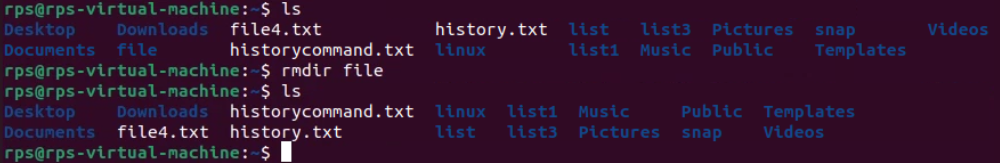 rps@rps-virtual-machine:~$ ls
Desktop Downloads file4.txt history.txt list list3 Pictures snap Videos
Documents file historycommand.txt linux list1 Music Public Templates
rps@rps-virtual-machine:~$ rmdir file
rps@rps-virtual-machine:~$ ls
Desktop Downloads historycommand.txt linux list1 Music Public Templates
Documents file4.txt history.txt list list3 Pictures snap Videos
rps@rps-virtual-machine:~$